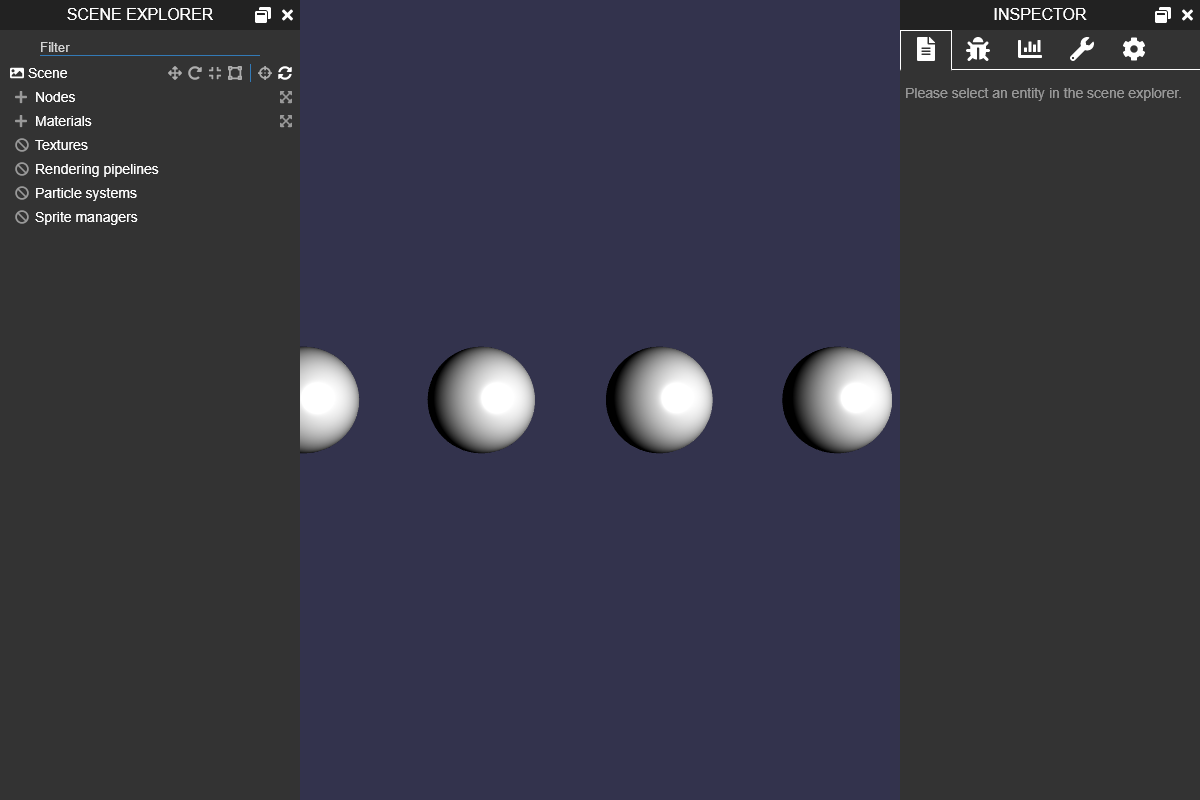 SCENE EXPLORER
Filter
Scene
Nodes
Materials
Textures
Rendering pipelines
Particle systems
Sprite managers
INSPECTOR
Please select an entity in the scene explorer.